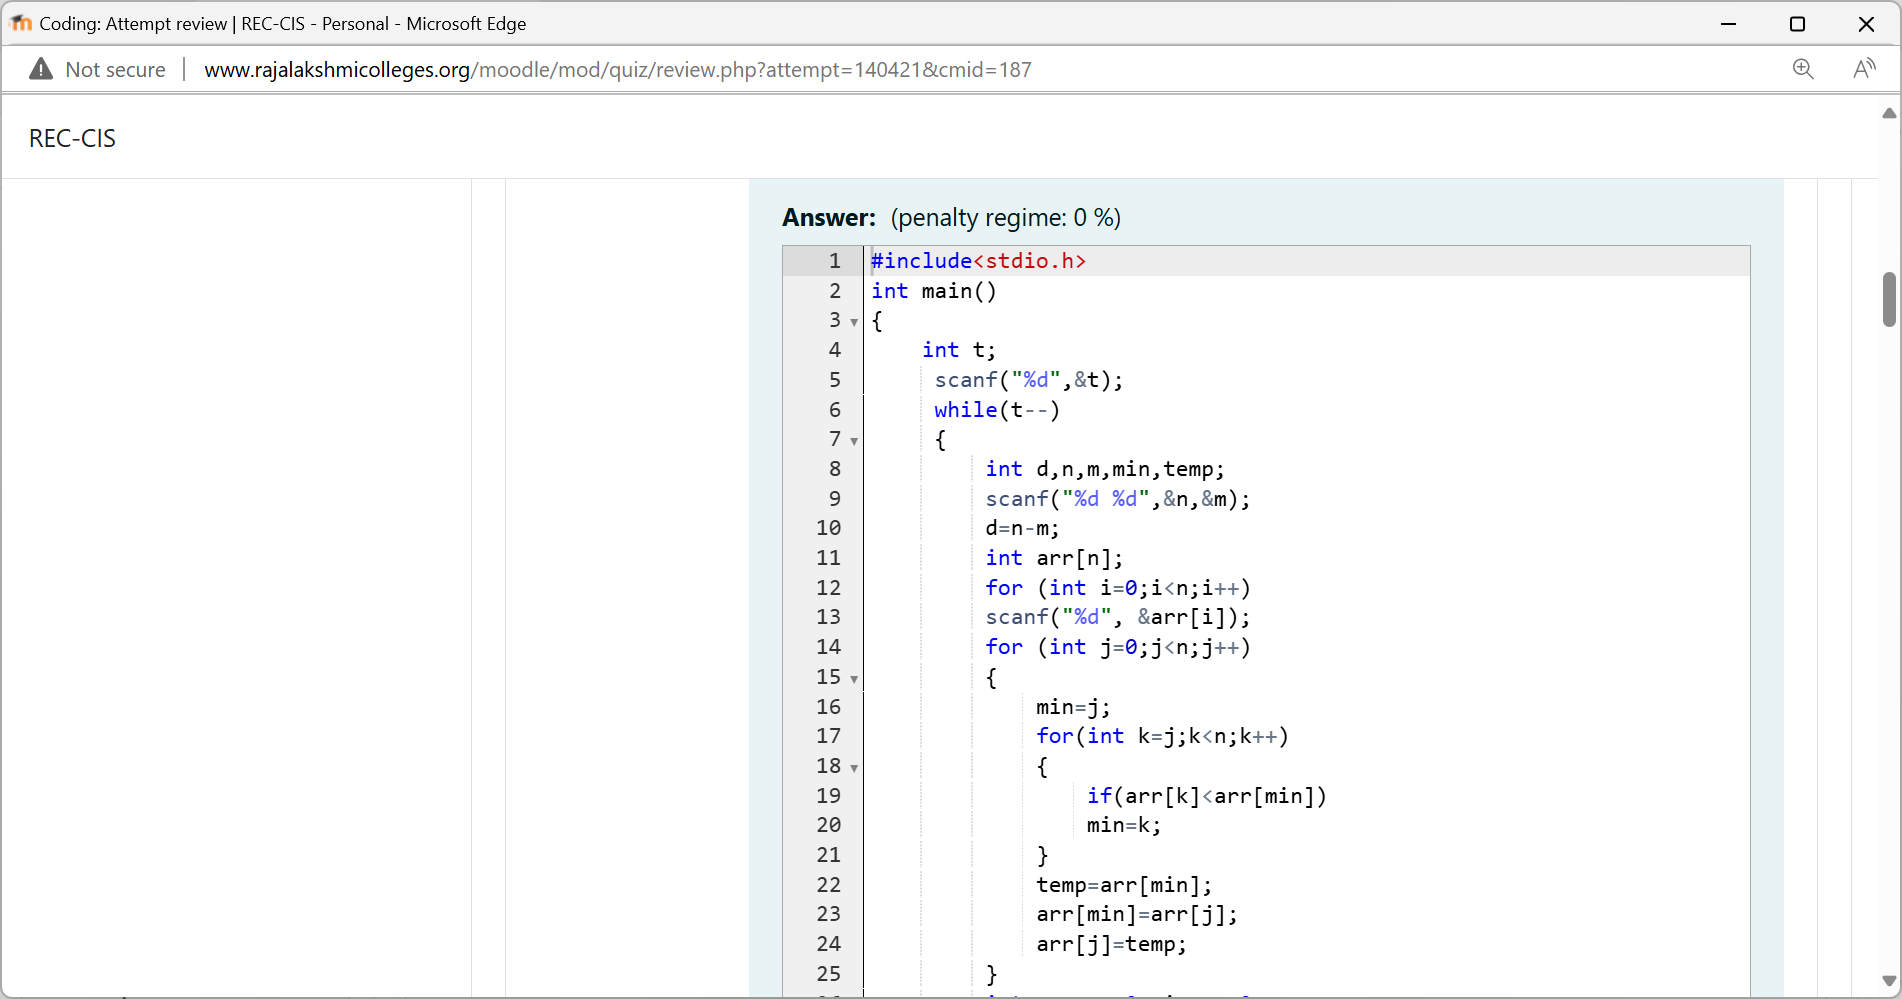 Coding: Attempt review | REC-CIS - Personal - Microsoft Edge
Not secure | www.rajalakshmicolleges.org/moodle/mod/quiz/review.php?attempt=140421&cmid=187
REC-CIS
Answer: (penalty regime: 0 %)
1 #include<stdio.h>
2 int main()
3 {
4 int t;
5 scanf("%d",&t);
6 while(t--)
7 {
8 int d,n,m,min,temp;
9 scanf("%d %d",&n,&m);
10 d=n-m;
11 int arr[n];
12 for (int i=0;i<n;i++)
13 scanf("%d", &arr[i]);
14 for (int j=0;j<n;j++)
15 {
16 min=j;
17 for(int k=j;k<n;k++)
18 {
19 if(arr[k]<arr[min])
20 min=k;
21 }
22 temp=arr[min];
23 arr[min]=arr[j];
24 arr[j]=temp;
25 }